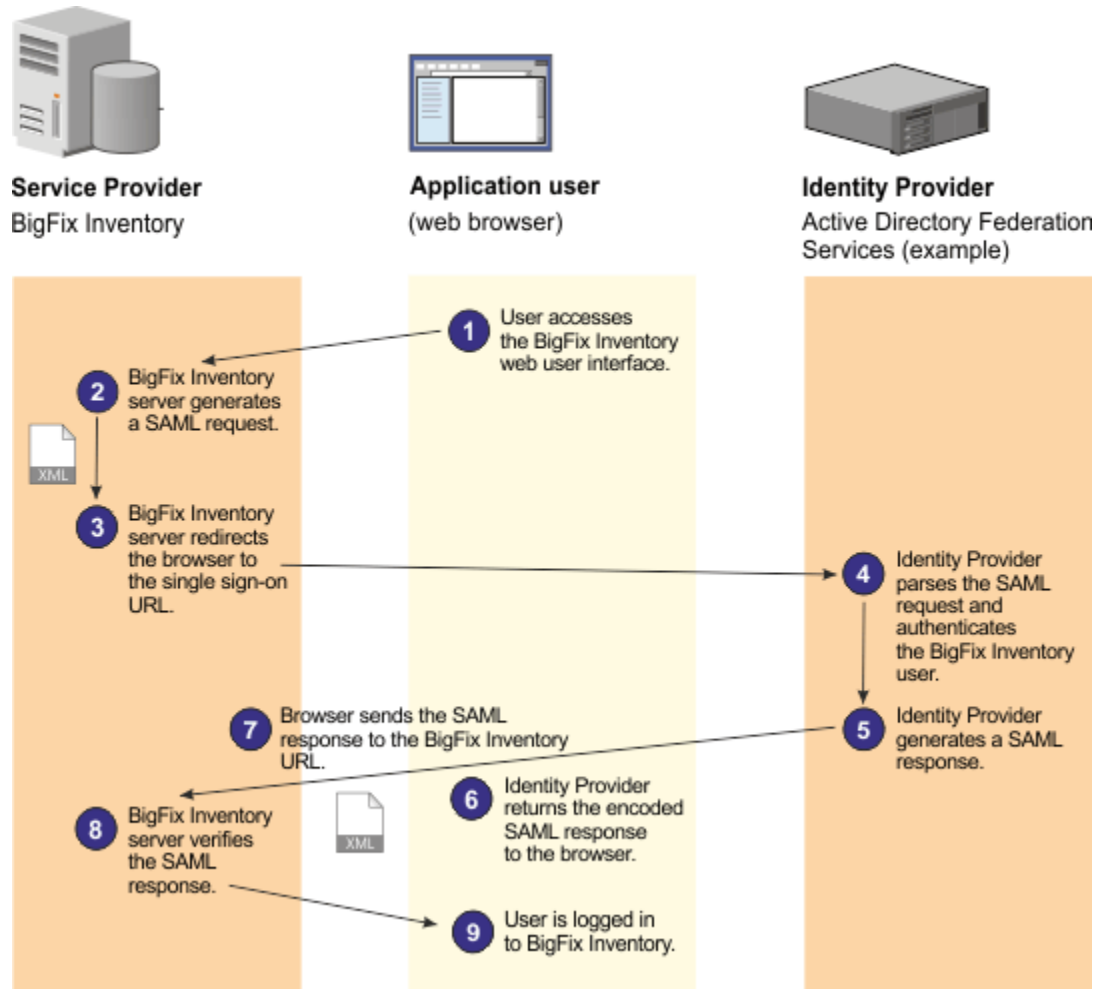 Service Provider
BigFix Inventory
Application user
(web browser)
Identity Provider
Active Directory Federation
Services (example)
1
User accesses
the BigFix Inventory
web user interface.
2
BigFix Inventory
server generates
a SAML request.
XML
3
BigFix Inventory
server redirects
the browser to
the single sign-on
URL.
4
Identity Provider
parses the SAML
request and
authenticates
the BigFix Inventory
user.
5
Identity Provider
generates a SAML
response.
6
Identity Provider
returns the encoded
SAML response
to the browser.
7
Browser sends the SAML
response to the BigFix Inventory
URL.
XML
8
BigFix Inventory
server verifies
the SAML
response.
9
User is logged in
to BigFix Inventory.